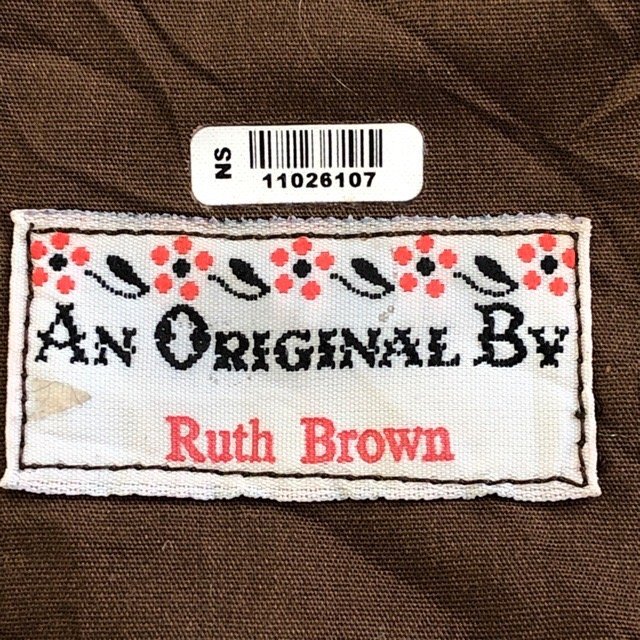 NS
11026107
AN ORIGINAL BY
Ruth Brown